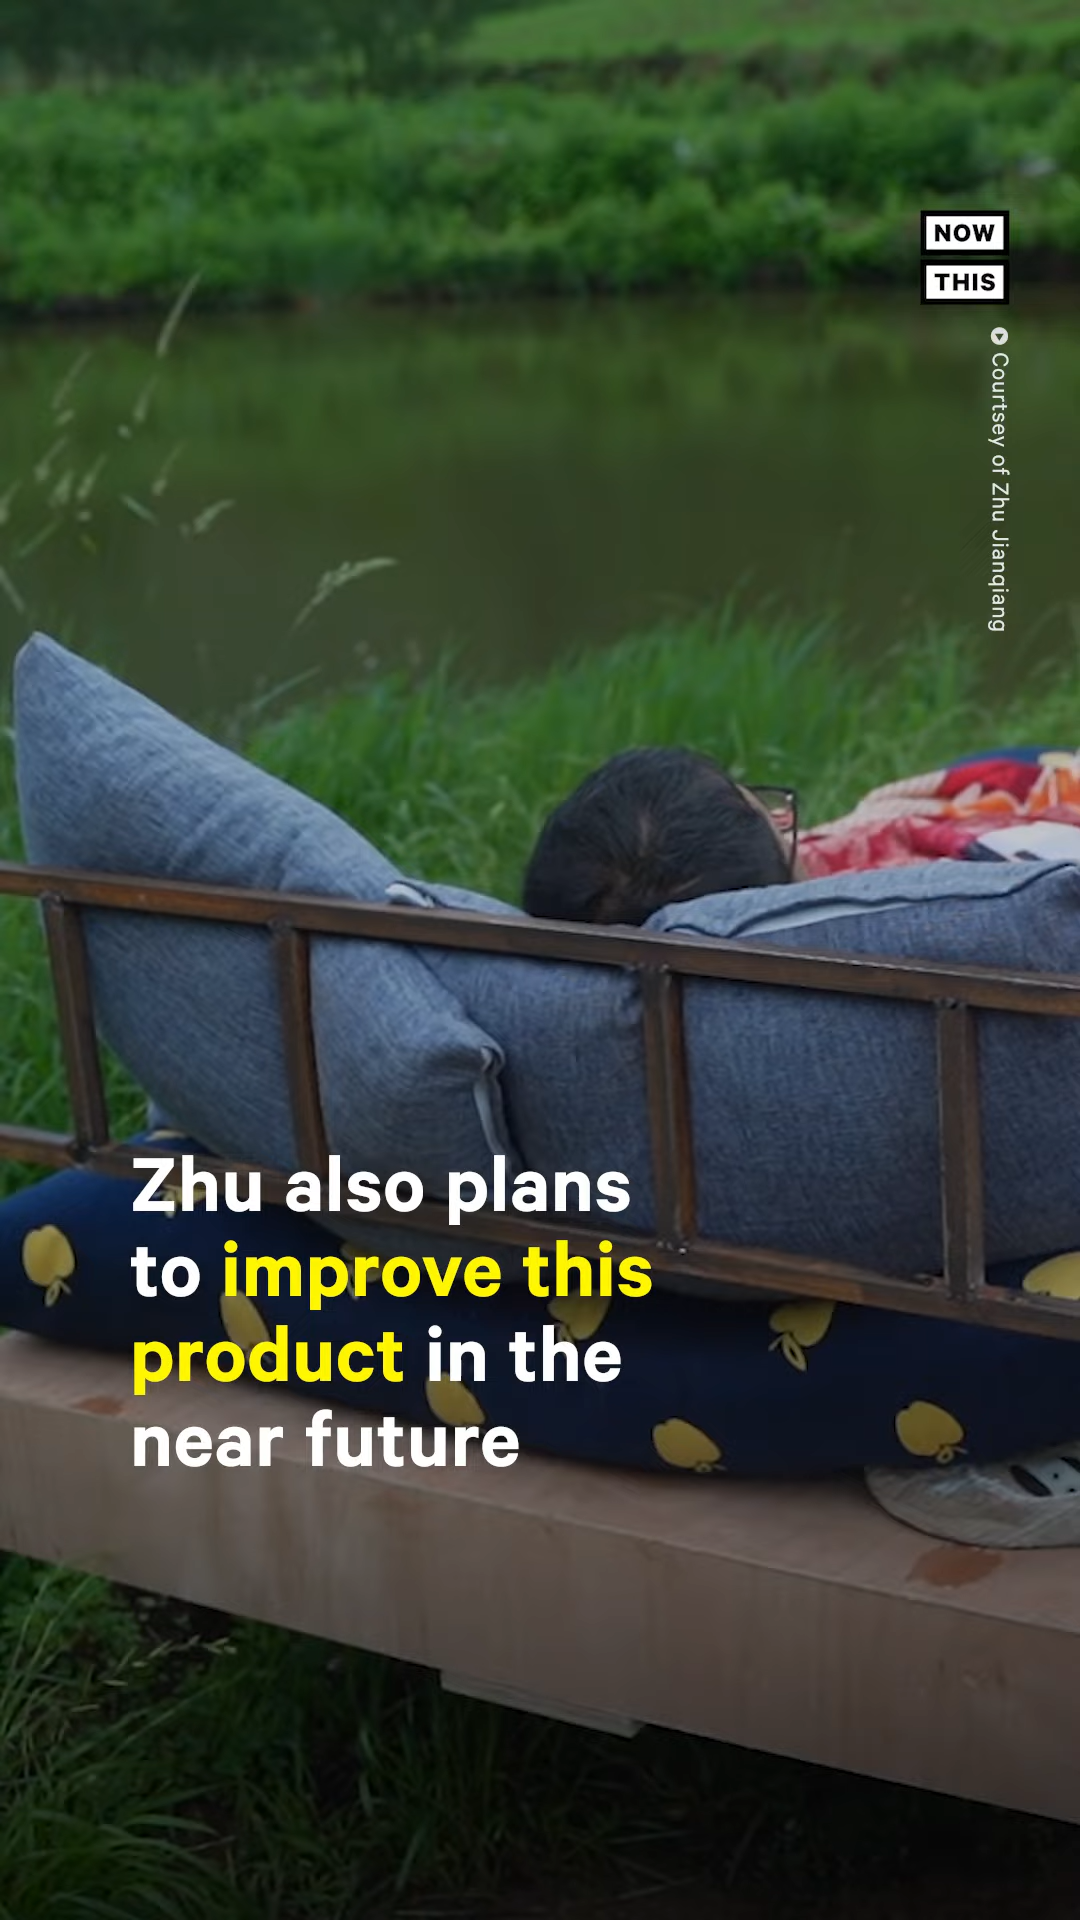 NOW
THIS
Courtsey of Zhu Jianqiang
Zhu also plans
to improve this
product in the
near future